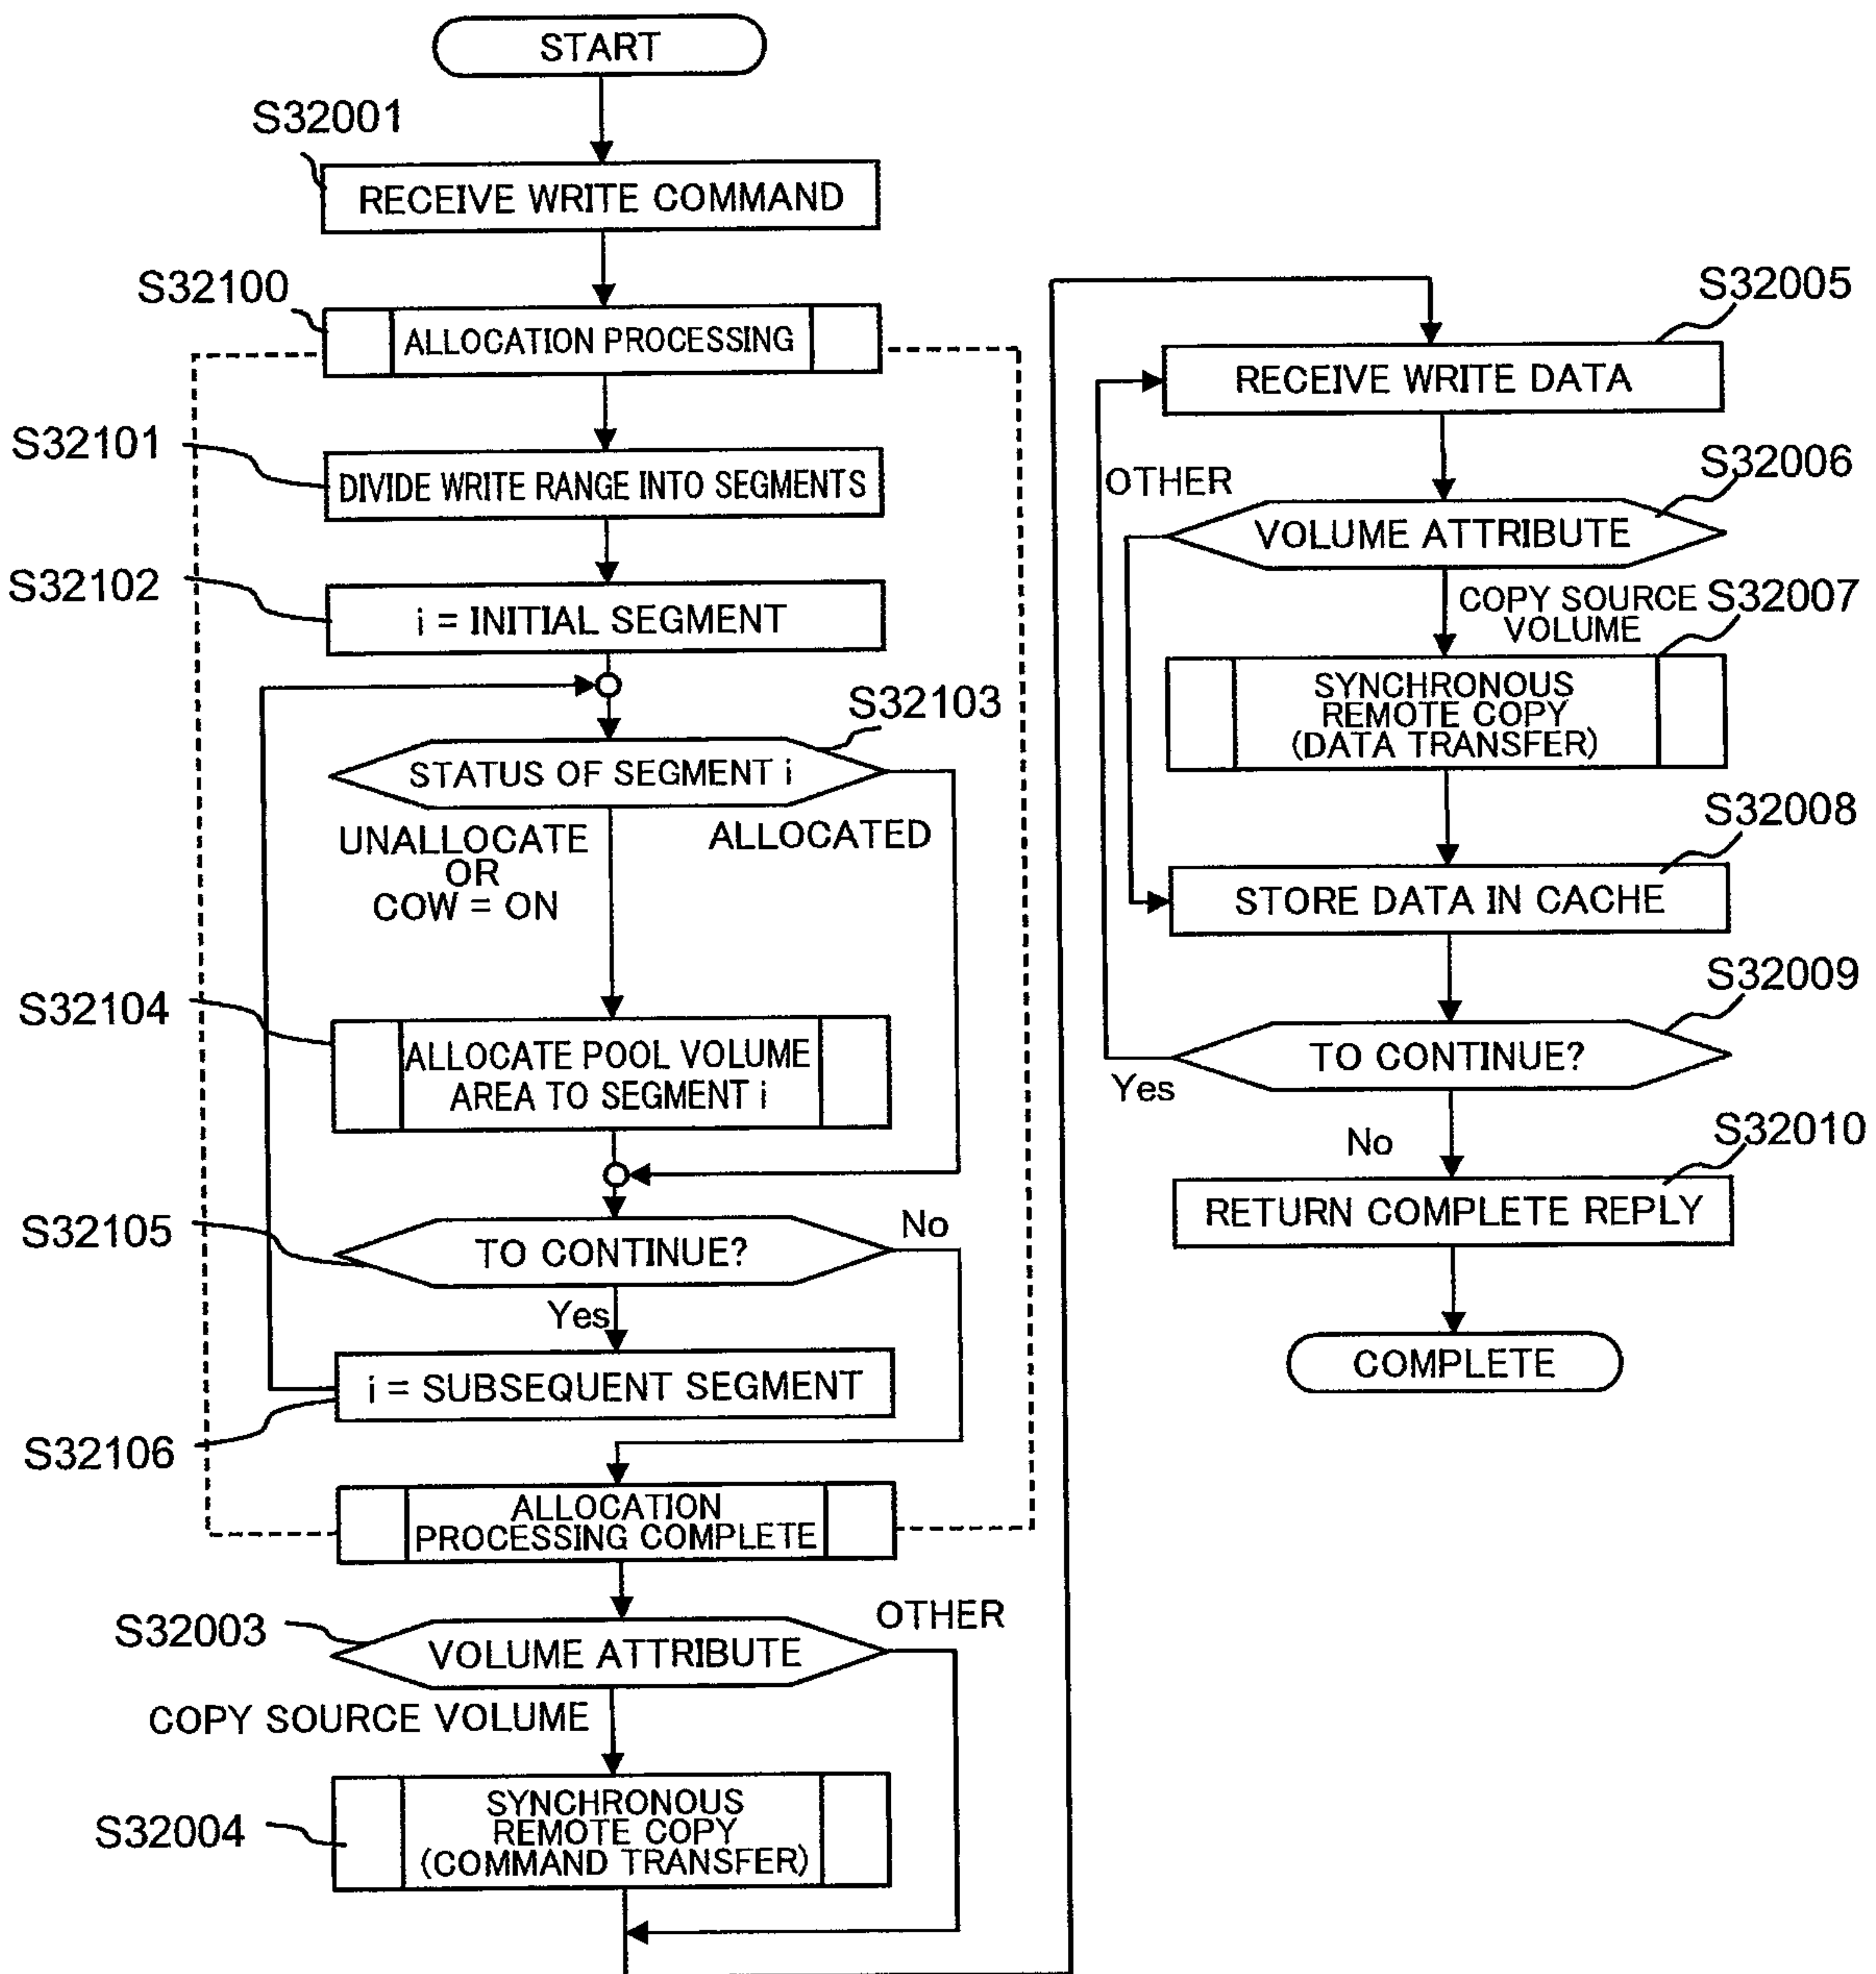 START
S32001
RECEIVE WRITE COMMAND
S32100
ALLOCATION PROCESSING
S32101
DIVIDE WRITE RANGE INTO SEGMENTS
S32102
i = INITIAL SEGMENT
S32103
STATUS OF SEGMENT i
UNALLOCATE
OR
COW = ON
ALLOCATED
S32104
ALLOCATE POOL VOLUME
AREA TO SEGMENT i
S32105
TO CONTINUE?
No
Yes
i = SUBSEQUENT SEGMENT
S32106
ALLOCATION
PROCESSING COMPLETE
S32003
VOLUME ATTRIBUTE
OTHER
COPY SOURCE VOLUME
S32004
SYNCHRONOUS
REMOTE COPY
(COMMAND TRANSFER)
S32005
RECEIVE WRITE DATA
S32006
OTHER
VOLUME ATTRIBUTE
COPY SOURCE
VOLUME
S32007
SYNCHRONOUS
REMOTE COPY
(DATA TRANSFER)
S32008
STORE DATA IN CACHE
S32009
TO CONTINUE?
Yes
No
S32010
RETURN COMPLETE REPLY
COMPLETE